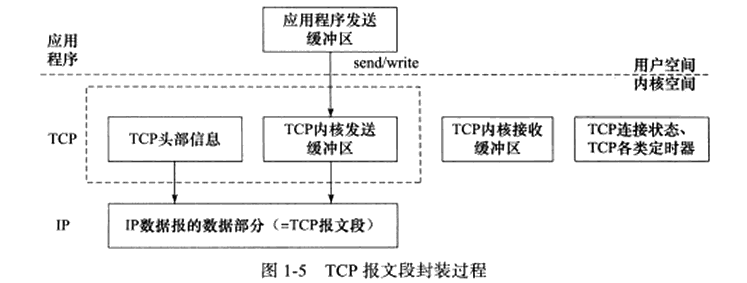 应用程序发送
缓冲区
应用
程序
send/write
用户空间
内核空间
TCP
TCP头部信息
TCP内核发送
缓冲区
TCP内核接收
缓冲区
TCP连接状态、
TCP各类定时器
IP
IP数据报的数据部分（=TCP报文段）
图 1-5 TCP 报文段封装过程